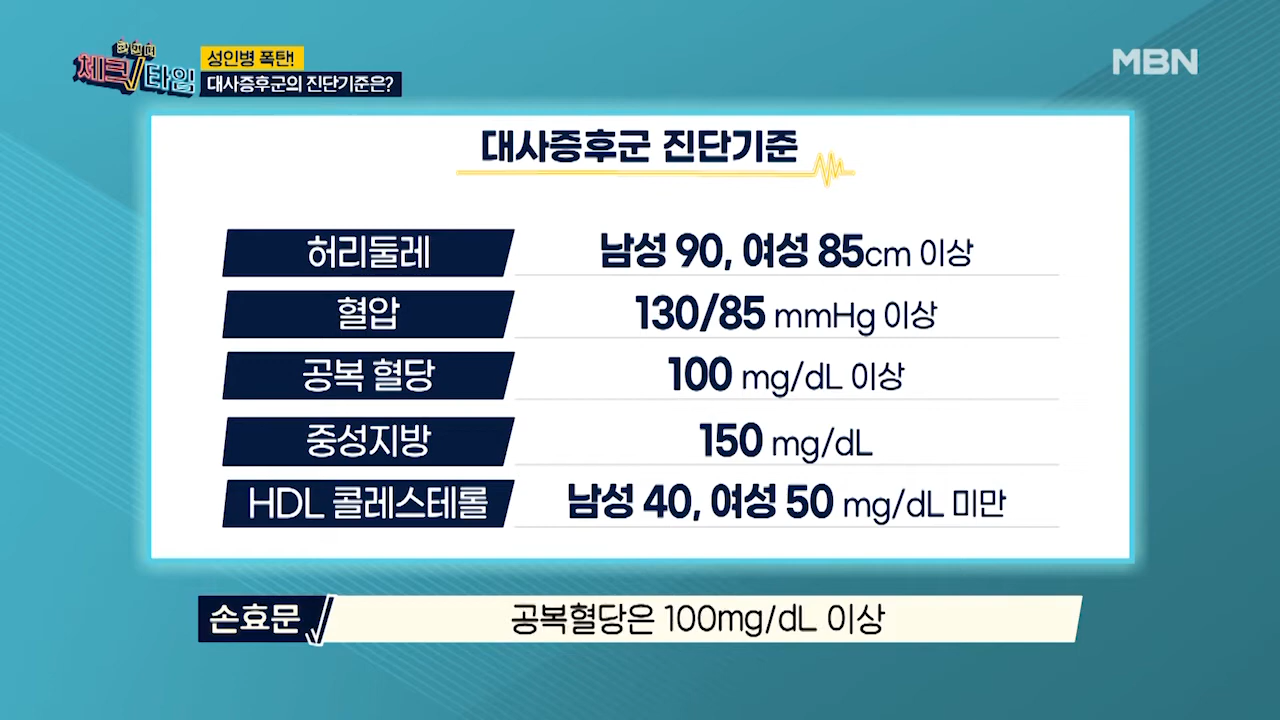 체크타임
성인병 폭탄!
대사증후군의 진단기준은?
MBN
대사증후군 진단기준
허리둘레 남성 90, 여성 85cm 이상
혈압 130/85 mmHg 이상
공복 혈당 100 mg/dL 이상
중성지방 150 mg/dL
HDL 콜레스테롤 남성 40, 여성 50 mg/dL 미만
손효문 공복혈당은 100mg/dL 이상